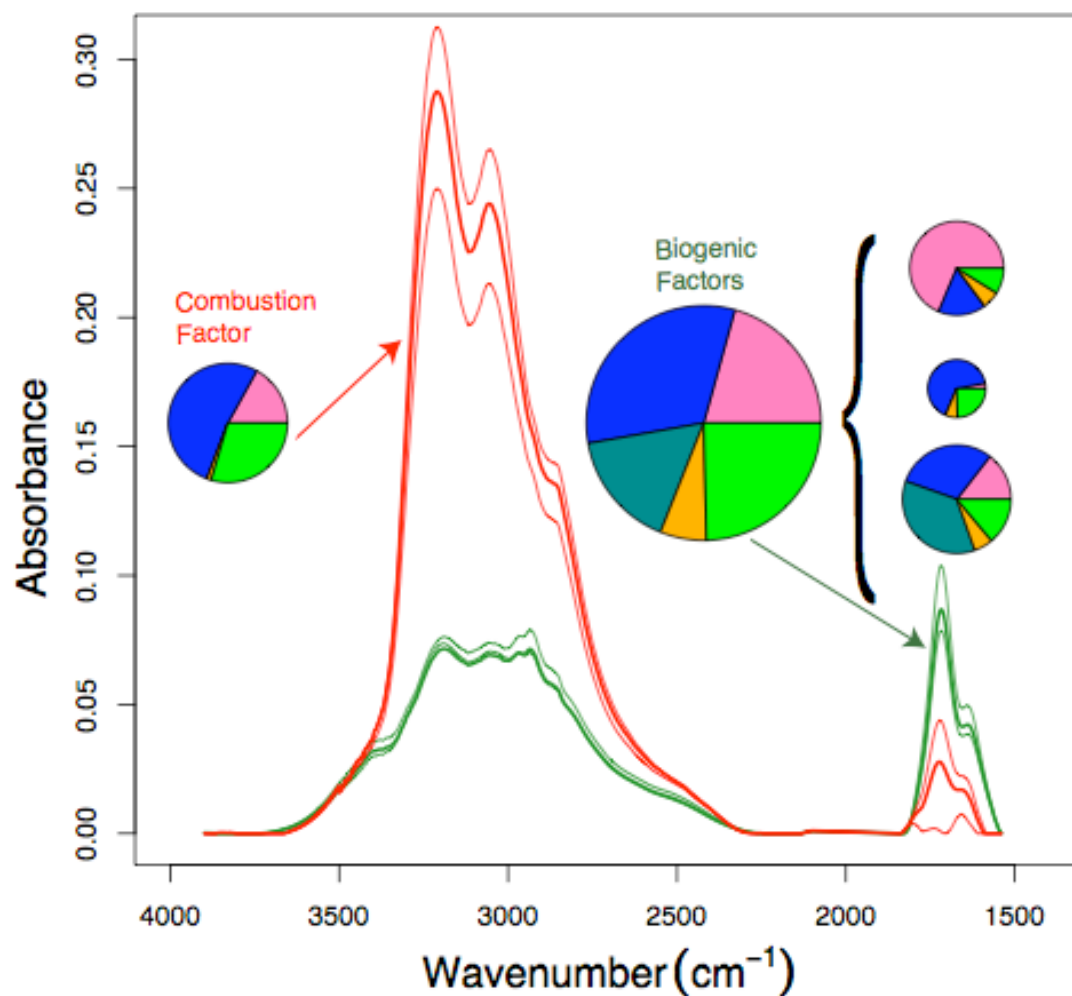 Absorbance
0.30
0.25
0.20
0.15
0.10
0.05
0.00
Combustion
Factor
Biogenic
Factors
4000 3500 3000 2500 2000 1500
Wavenumber (cm⁻¹)